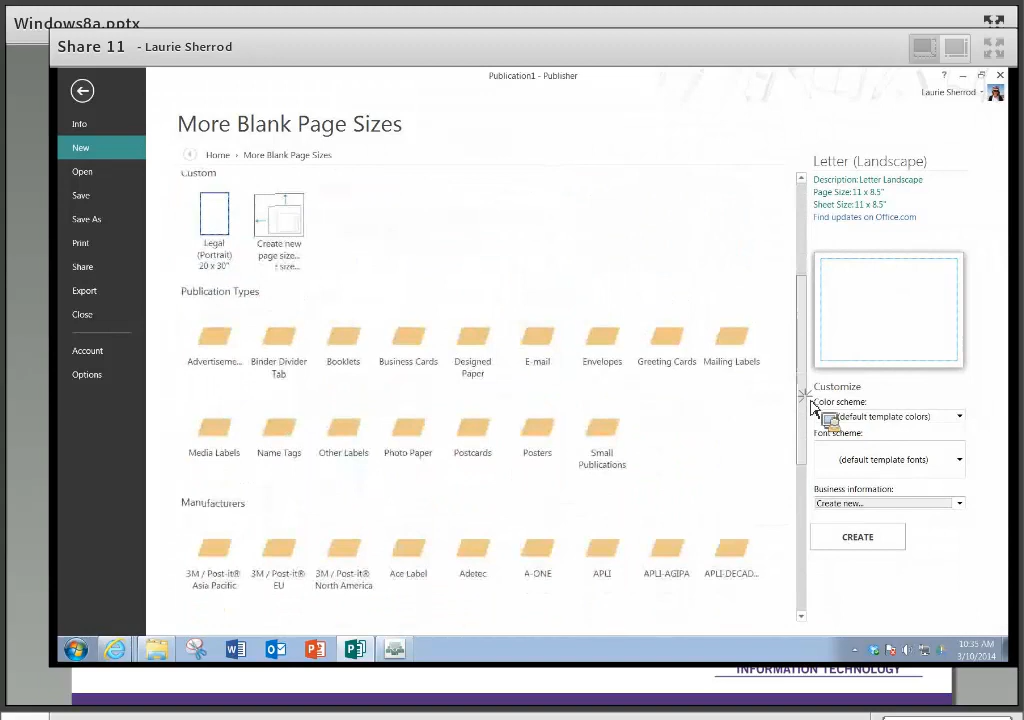 Windows8a.pptx
Share 11 - Laurie Sherrod
Publication1 - Publisher
?
Laurie Sherrod
Info
New
Open
Save
Save As
Print
Share
Export
Close
Account
Options
More Blank Page Sizes
Home › More Blank Page Sizes
Custom
Legal
(Portrait)
20 x 30"
Create new
page size...
size...
Publication Types
Advertiseme...
Binder Divider
Tab
Booklets
Business Cards
Designed
Paper
E-mail
Envelopes
Greeting Cards
Mailing Labels
Media Labels
Name Tags
Other Labels
Photo Paper
Postcards
Posters
Small
Publications
Manufacturers
3M / Post-it®
Asia Pacific
3M / Post-it®
EU
3M / Post-it®
North America
Ace Label
Adetec
A-ONE
APLI
APLI-AGIPA
APLI-DECAD...
Letter (Landscape)
Description: Letter Landscape
Page Size: 11 x 8.5"
Sheet Size: 11 x 8.5"
Find updates on Office.com
Customize
Color scheme:
(default template colors)
Font scheme:
(default template fonts)
Business information:
Create new...
CREATE
10:35 AM
3/10/2014
INFORMATION TECHNOLOGY